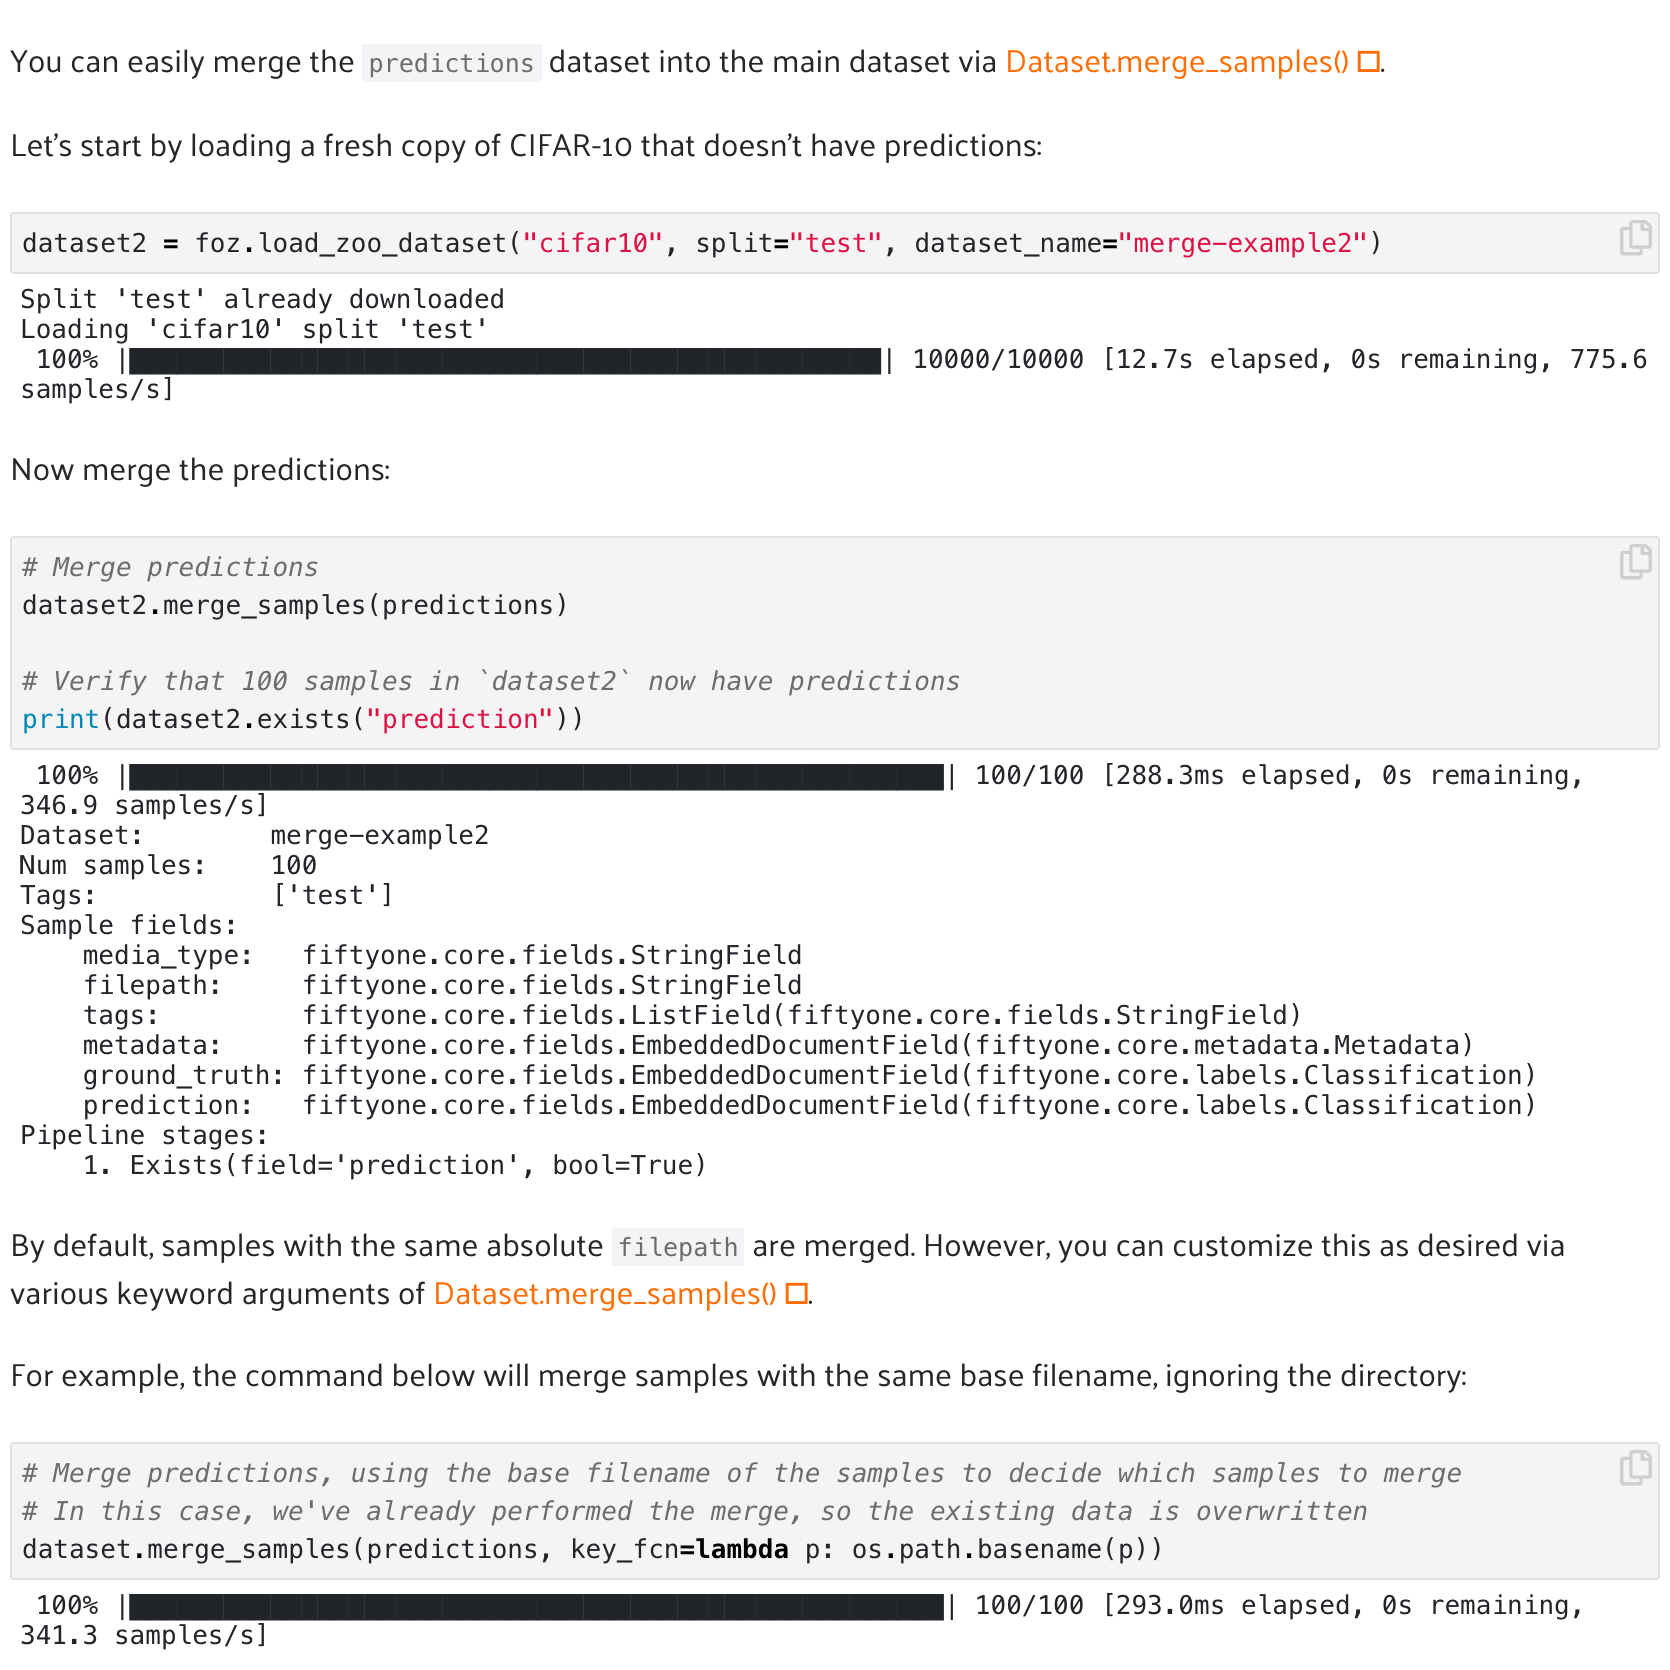 You can easily merge the predictions dataset into the main dataset via Dataset.merge_samples() .
Let’s start by loading a fresh copy of CIFAR-10 that doesn’t have predictions:
dataset2 = foz.load_zoo_dataset("cifar10", split="test", dataset_name="merge-example2")
Split 'test' already downloaded
Loading 'cifar10' split 'test'
100% |███████████████████████████████████████████████| 10000/10000 [12.7s elapsed, 0s remaining, 775.6
samples/s]
Now merge the predictions:
# Merge predictions
dataset2.merge_samples(predictions)
# Verify that 100 samples in `dataset2` now have predictions
print(dataset2.exists("prediction"))
100% |███████████████████████████████████████████████████| 100/100 [288.3ms elapsed, 0s remaining,
346.9 samples/s]
Dataset:        merge-example2
Num samples:    100
Tags:           ['test']
Sample fields:
    media_type:   fiftyone.core.fields.StringField
    filepath:     fiftyone.core.fields.StringField
    tags:         fiftyone.core.fields.ListField(fiftyone.core.fields.StringField)
    metadata:     fiftyone.core.fields.EmbeddedDocumentField(fiftyone.core.metadata.Metadata)
    ground_truth: fiftyone.core.fields.EmbeddedDocumentField(fiftyone.core.labels.Classification)
    prediction:   fiftyone.core.fields.EmbeddedDocumentField(fiftyone.core.labels.Classification)
Pipeline stages:
    1. Exists(field='prediction', bool=True)
By default, samples with the same absolute filepath are merged. However, you can customize this as desired via
various keyword arguments of Dataset.merge_samples() .
For example, the command below will merge samples with the same base filename, ignoring the directory:
# Merge predictions, using the base filename of the samples to decide which samples to merge
# In this case, we've already performed the merge, so the existing data is overwritten
dataset.merge_samples(predictions, key_fcn=lambda p: os.path.basename(p))
100% |███████████████████████████████████████████████████| 100/100 [293.0ms elapsed, 0s remaining,
341.3 samples/s]